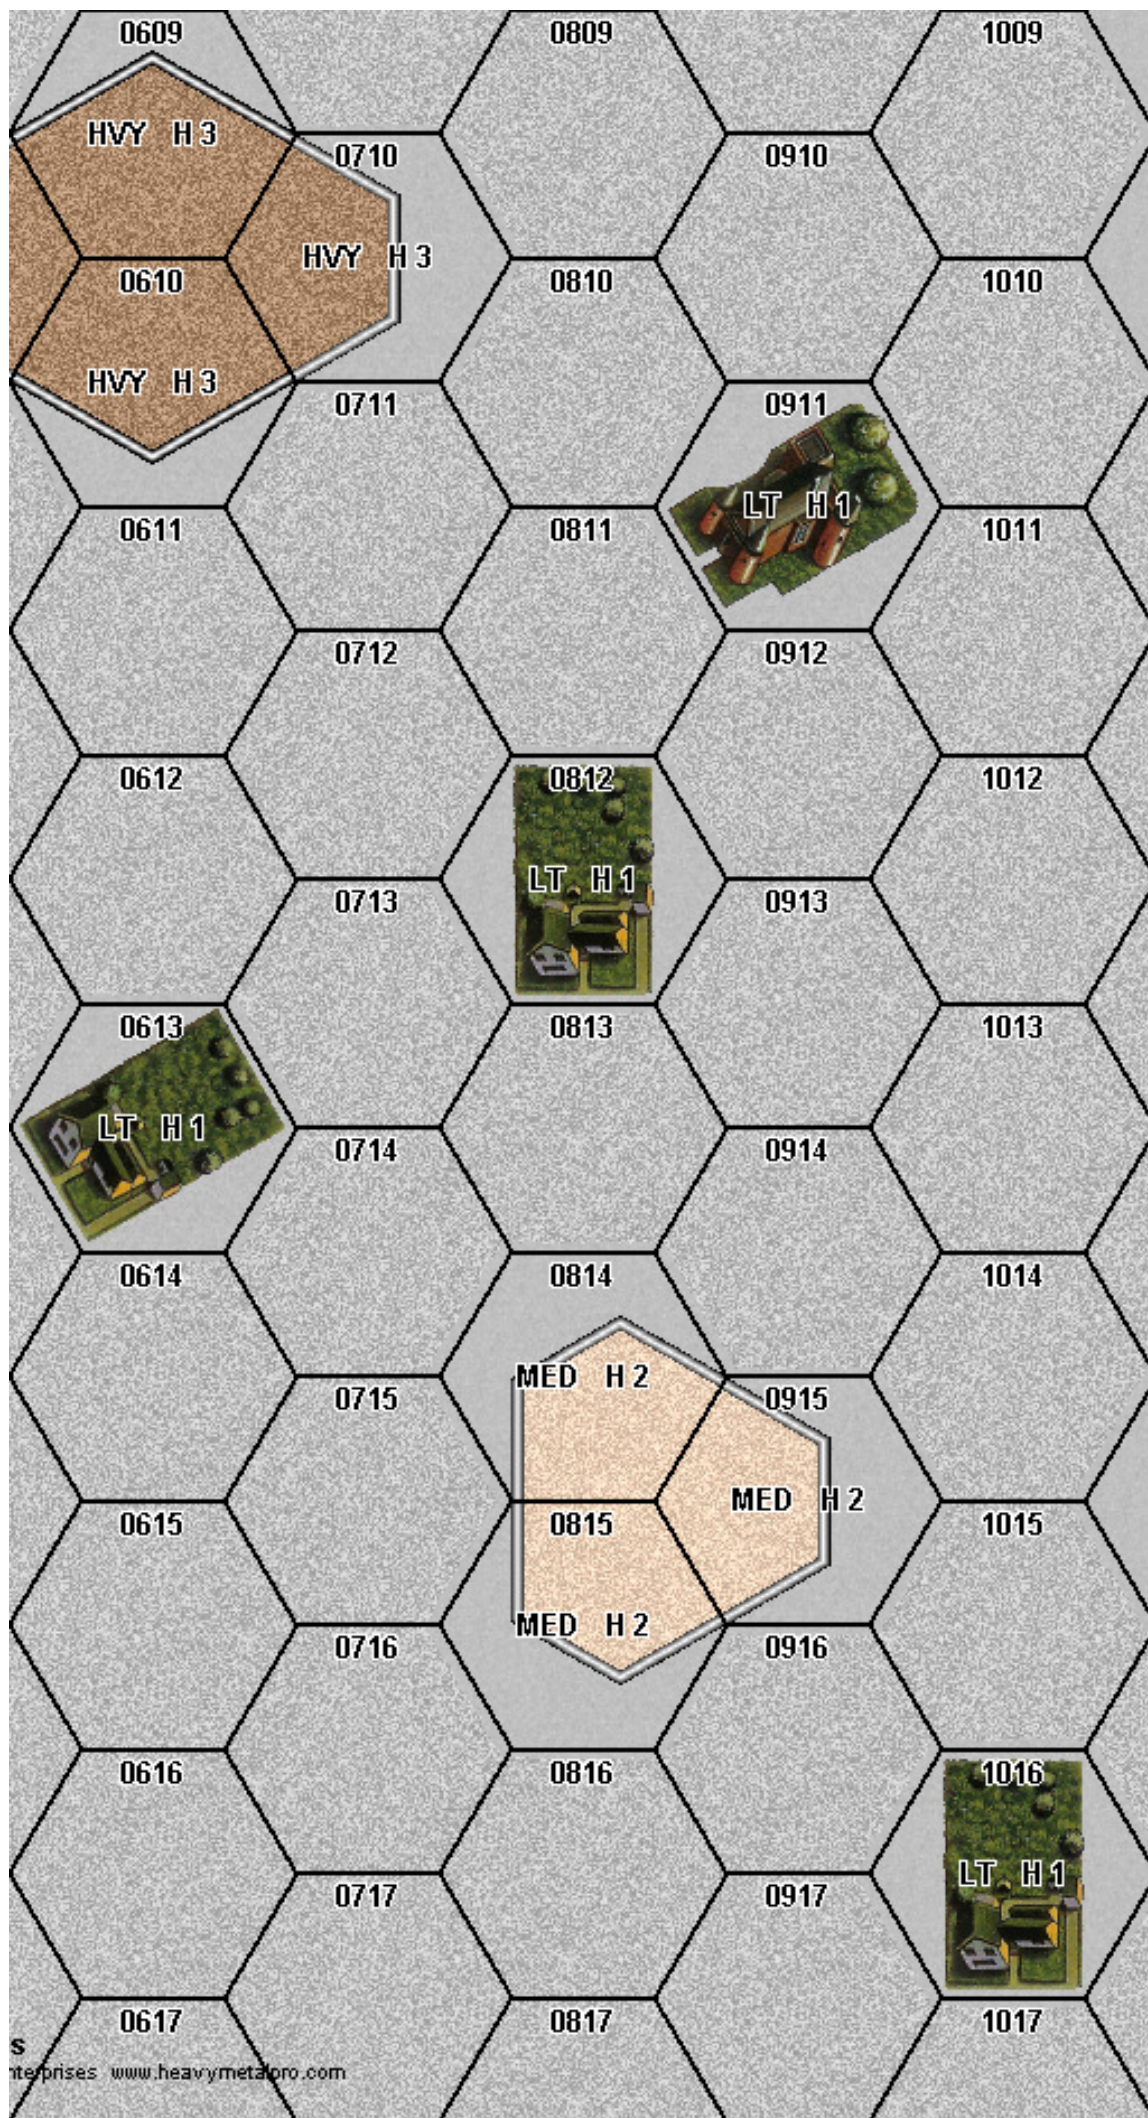 0609 0809 1009
HVY H 3 0710 0910
HVY H 3
0610 0810 1010
HVY H 3 0711 0911
LT H 1
0611 0811 1011
0712 0912
0612 0812 1012
LT H 1
0713 0913
0613 0813 1013
LT H 1
0714 0914
0614 0814 1014
MED H 2
0715 0915
MED H 2
0615 0815 1015
MED H 2
0716 0916
0616 0816 1016
LT H 1
0717 0917
0617 0817 1017
s
nterprises www.heavymetalpro.com